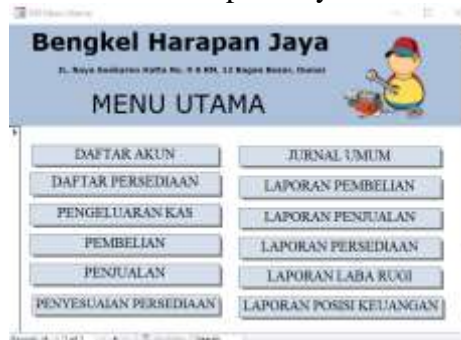 Bengkel Harapan Jaya
MENU UTAMA
DAFTAR AKUN
DAFTAR PERSEDIAAN
PENGELUARAN KAS
PEMBELIAN
PENJUALAN
PENYESUAIAN PERSEDIAAN
JURNAL UMUM
LAPORAN PEMBELIAN
LAPORAN PENJUALAN
LAPORAN PERSEDIAAN
LAPORAN LABA RUGI
LAPORAN POSISI KEUANGAN